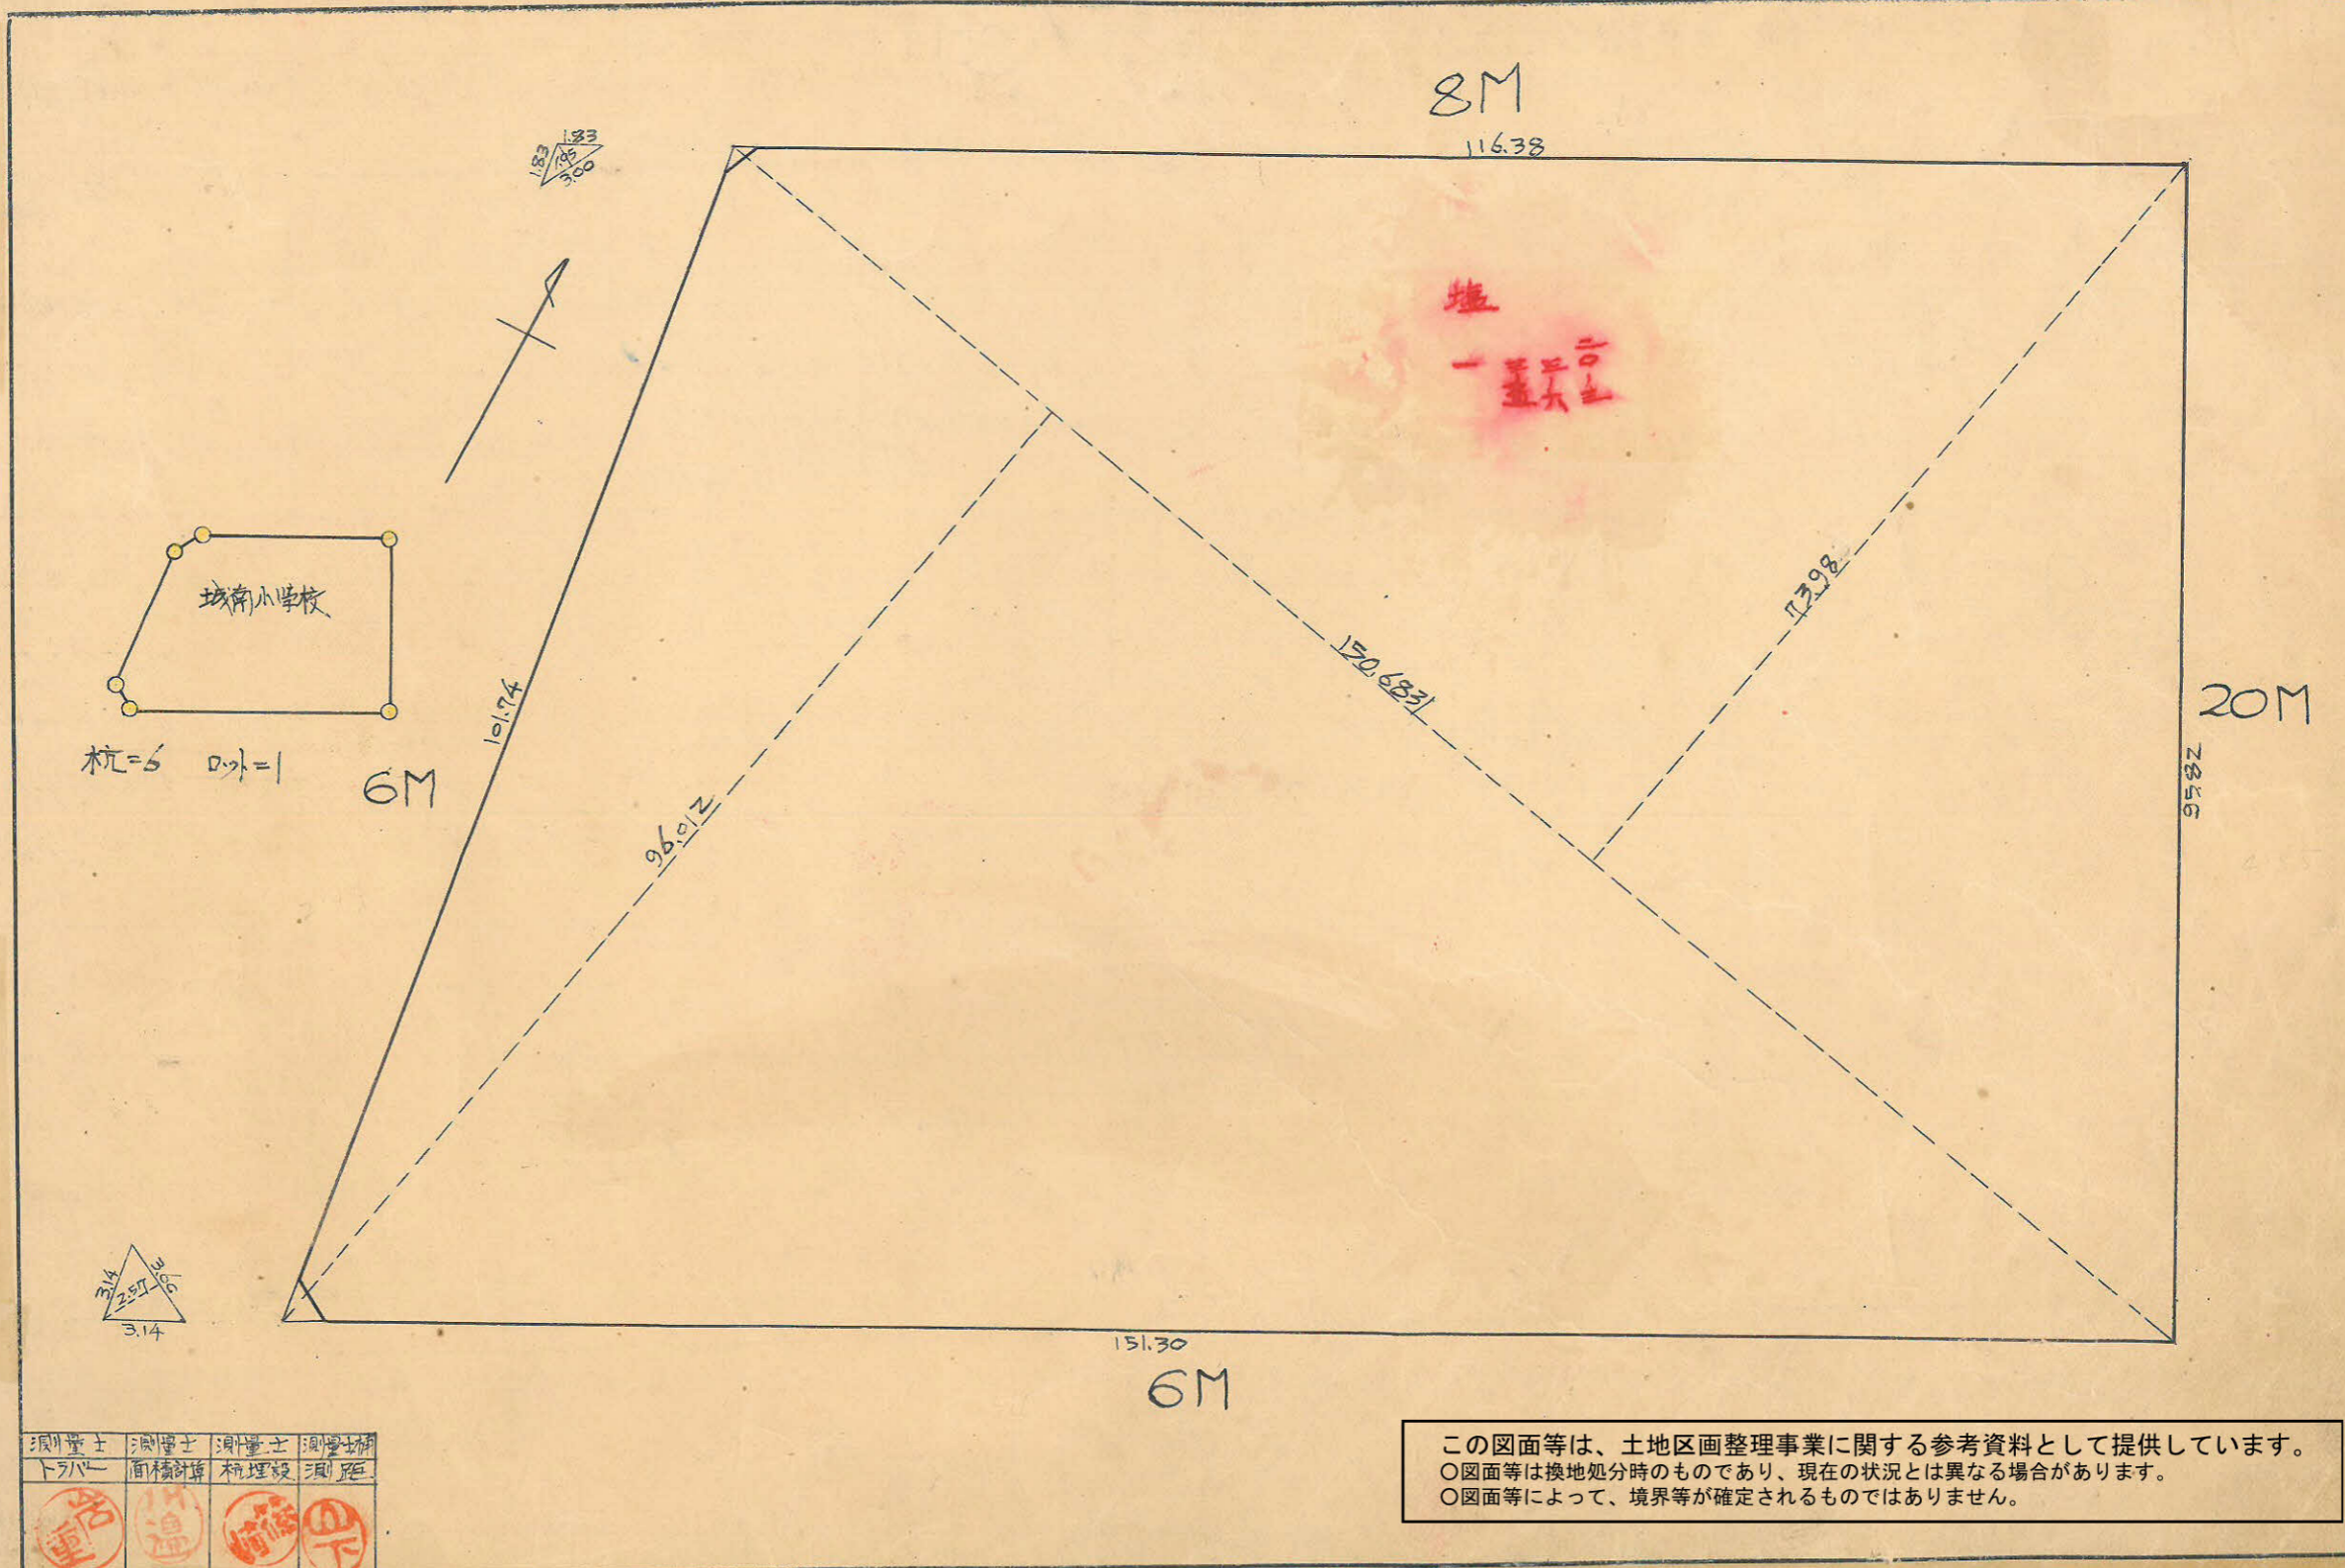 8M
116.38
1.83
1.83
1.95
3.00
塩
一
城南小学校
73.98
150.6831
101.74
20M
95.82
杭=6 ロット=1
6M
96.012
3.14
2.57
3.14
151.30
6M
測量士 測量士 測量士 測量士補
トラバー 面積計算 杭埋設 測距
この図面等は、土地区画整理事業に関する参考資料として提供しています。
○図面等は換地処分時のものであり、現在の状況とは異なる場合があります。
○図面等によって、境界等が確定されるものではありません。